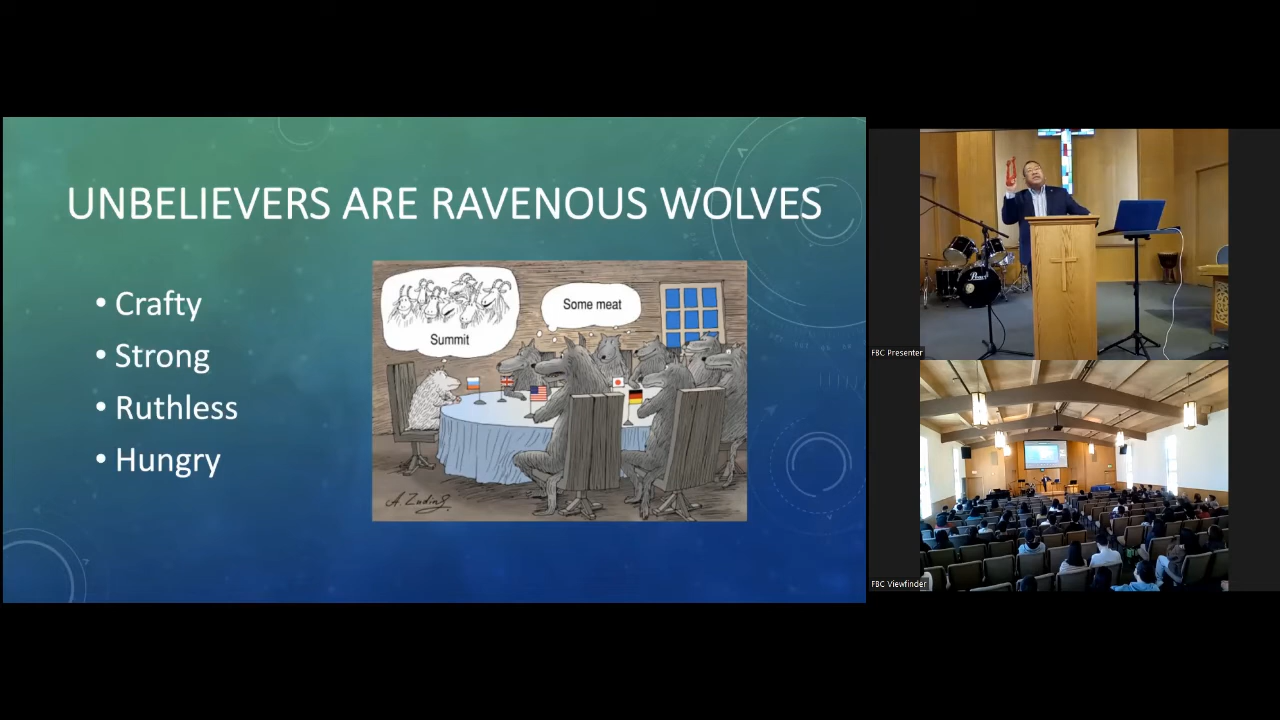 UNBELIEVERS ARE RAVENOUS WOLVES
• Crafty
• Strong
• Ruthless
• Hungry
Summit
Some meat
A. Zudin
FBC Presenter
FBC Viewfinder